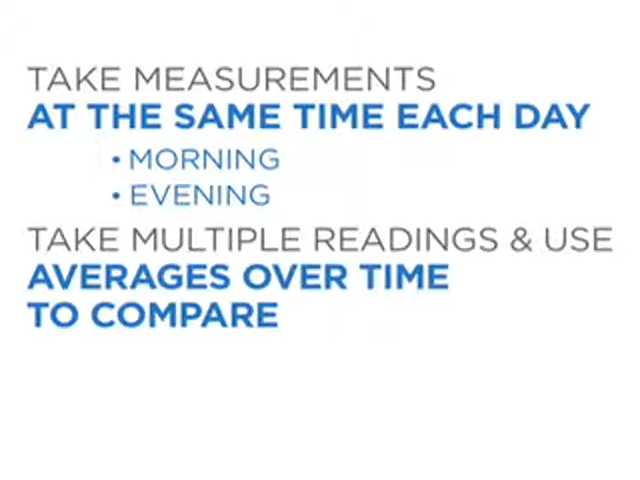 TAKE MEASUREMENTS
AT THE SAME TIME EACH DAY
• MORNING
• EVENING
TAKE MULTIPLE READINGS & USE
AVERAGES OVER TIME
TO COMPARE